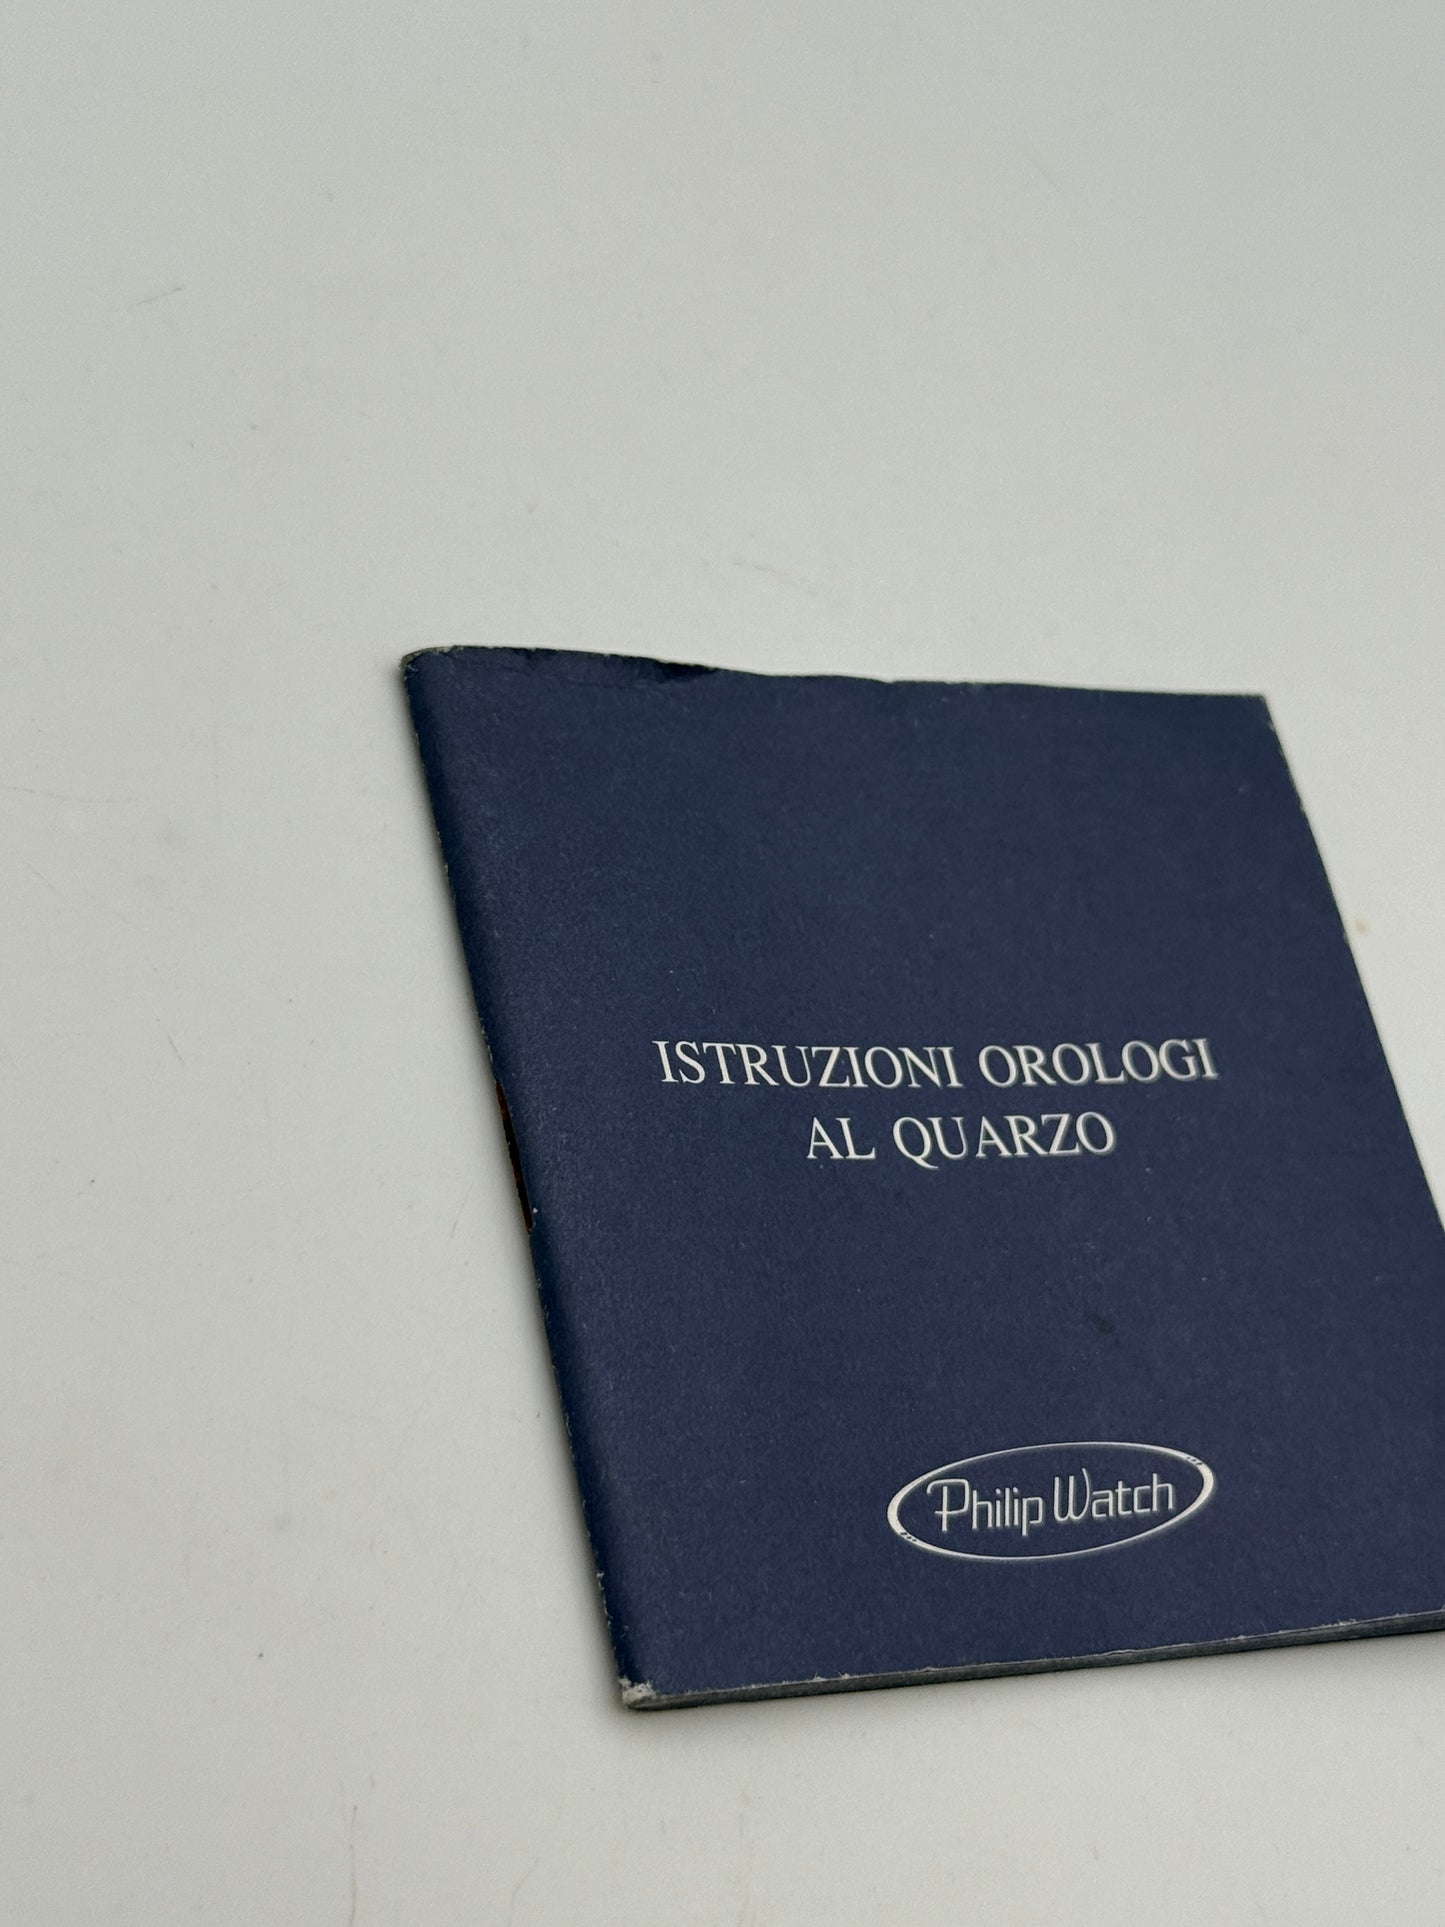 ISTRUZIONI OROLOGI
AL QUARZO
Philip Watch